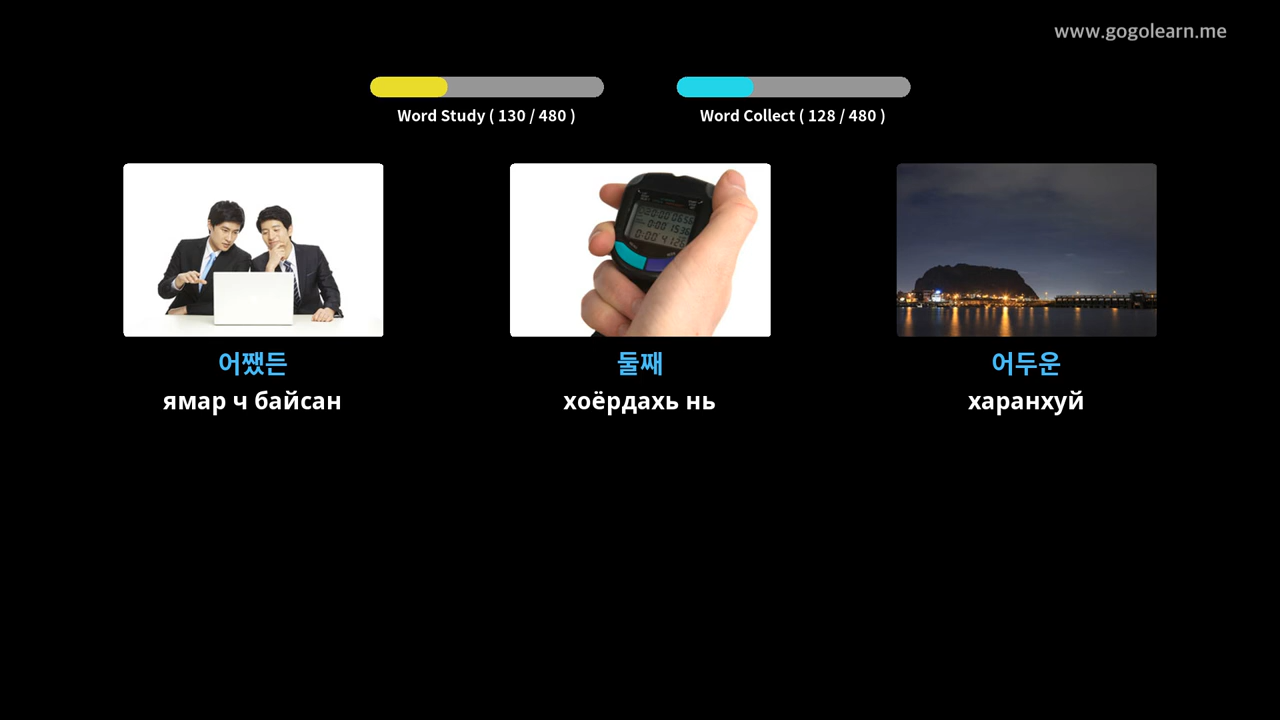 www.gogolearn.me
Word Study ( 130 / 480 )
Word Collect ( 128 / 480 )
어쨌든
ямар ч байсан
둘째
хоёрдахь нь
어두운
харанхуй